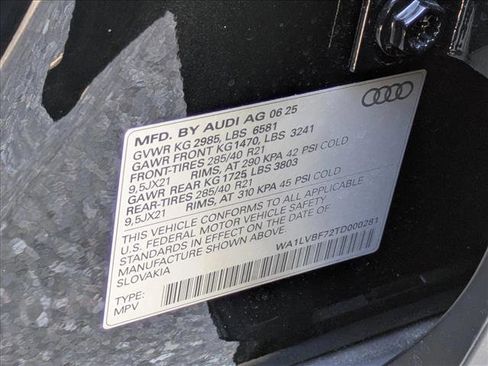 MFD. BY AUDI AG 06 25
GVWR KG 2985, LBS 6581
GAWR FRONT KG1470, LBS 3241
FRONT-TIRES 285/40 R21
9,5JX21 RIMS, AT 290 KPA 42 PSI COLD
GAWR REAR KG1725 LBS 3803
REAR-TIRES 285/40 R21
9,5JX21 RIMS, AT 310 KPA 45 PSI COLD
THIS VEHICLE CONFORMS TO ALL APPLICABLE
U.S. FEDERAL MOTOR VEHICLE SAFETY
STANDARDS IN EFFECT ON THE DATE OF
MANUFACTURE SHOWN ABOVE.
SLOVAKIA
WA1LVBF72TD000281
TYPE:
MPV